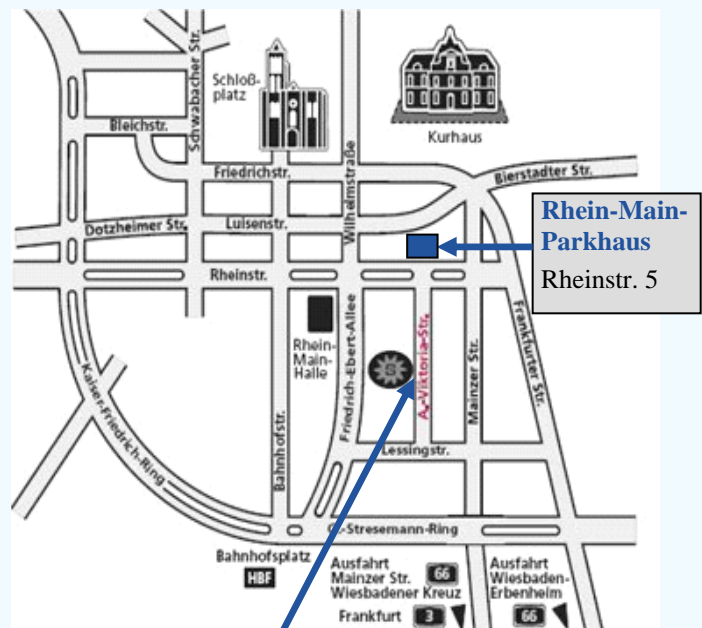 Schwabacher Str.
Schloß-
platz
Bleichstr.
Kurhaus
Friedrichstr.
Wilhelmstraße
Bierstadter Str.
Dotzheimer Str.
Luisenstr.
Rhein-Main-
Parkhaus
Rheinstr. 5
Rheinstr.
Rhein-
Main-
Halle
Friedrich-Ebert-Allee
S
A.-Viktoria-Str.
Mainzer Str.
Frankfurter Str.
Kaiser-Friedrich-Ring
Bahnhofstr.
Lessingstr.
G.-Stresemann-Ring
Bahnhofsplatz
HBF
Ausfahrt
Mainzer Str. 66
Wiesbadener Kreuz
Frankfurt 3
Ausfahrt
Wiesbaden-
Erbenheim
66